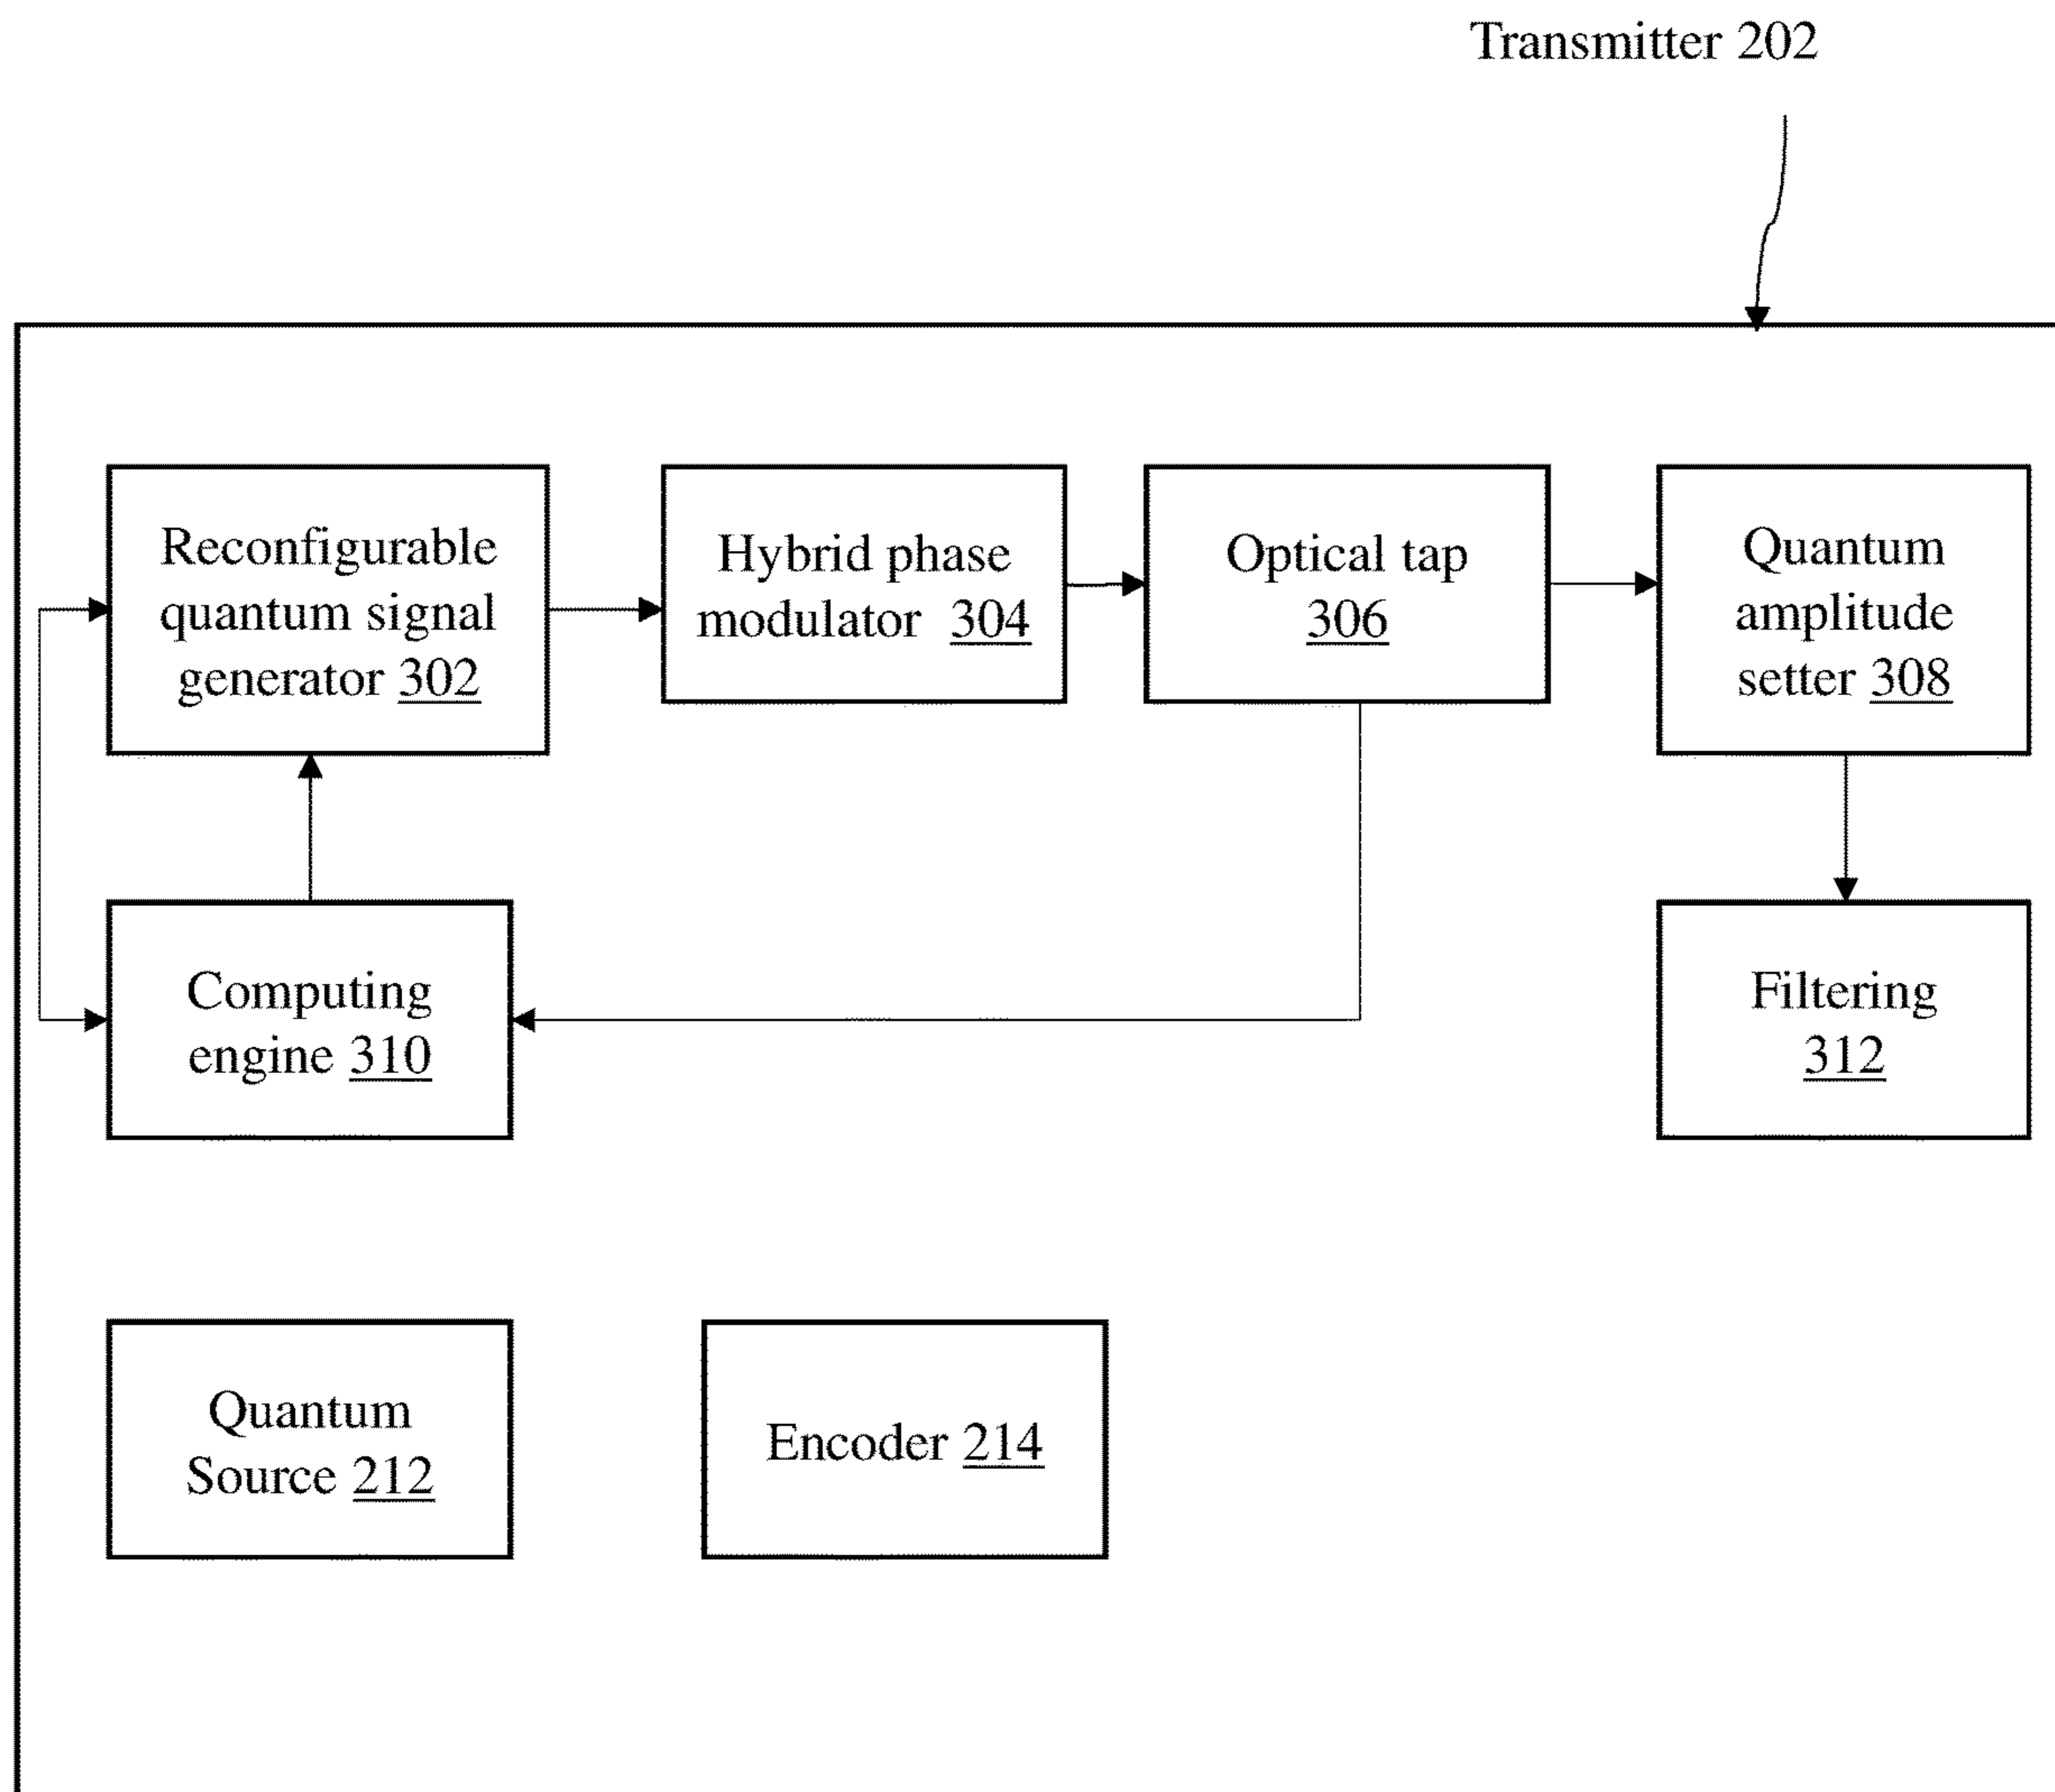 Transmitter 202
Reconfigurable
quantum signal
generator 302
Hybrid phase
modulator 304
Optical tap
306
Quantum
amplitude
setter 308
Computing
engine 310
Filtering
312
Quantum
Source 212
Encoder 214